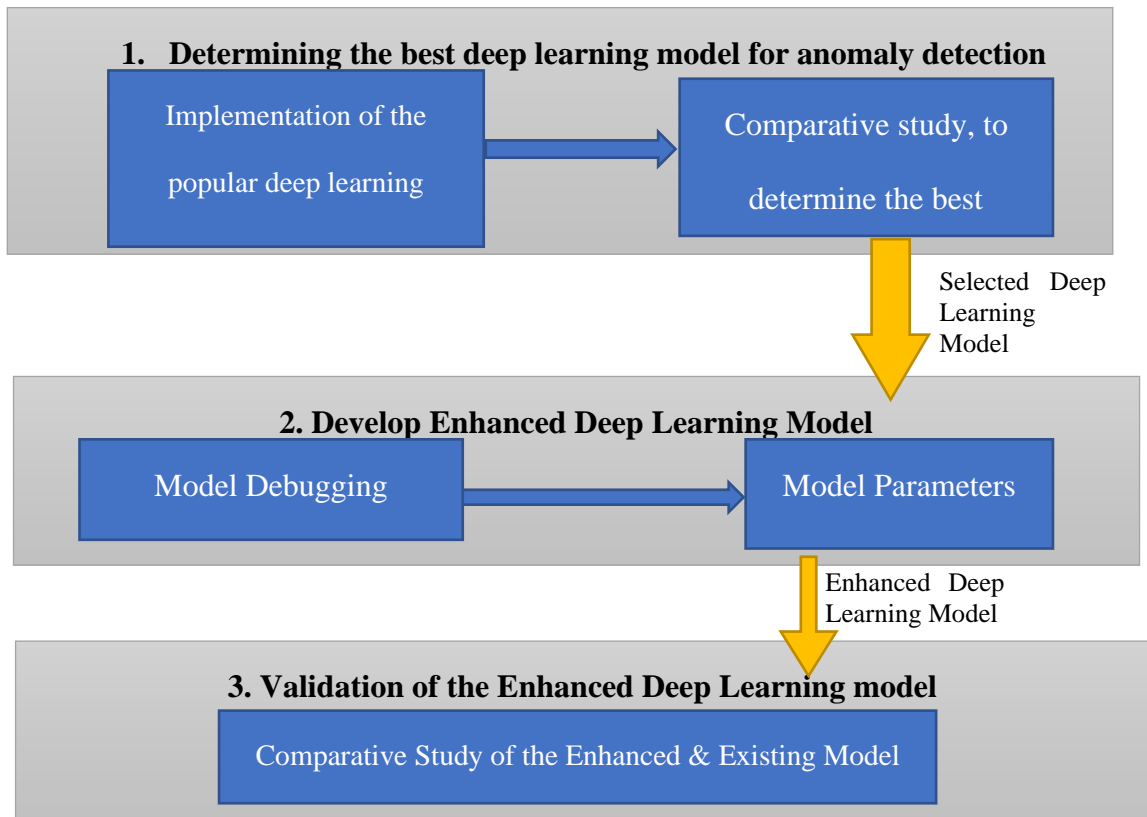 1. Determining the best deep learning model for anomaly detection
Implementation of the
popular deep learning
Comparative study, to
determine the best
Selected Deep
Learning
Model
2. Develop Enhanced Deep Learning Model
Model Debugging
Model Parameters
Enhanced Deep
Learning Model
3. Validation of the Enhanced Deep Learning model
Comparative Study of the Enhanced & Existing Model